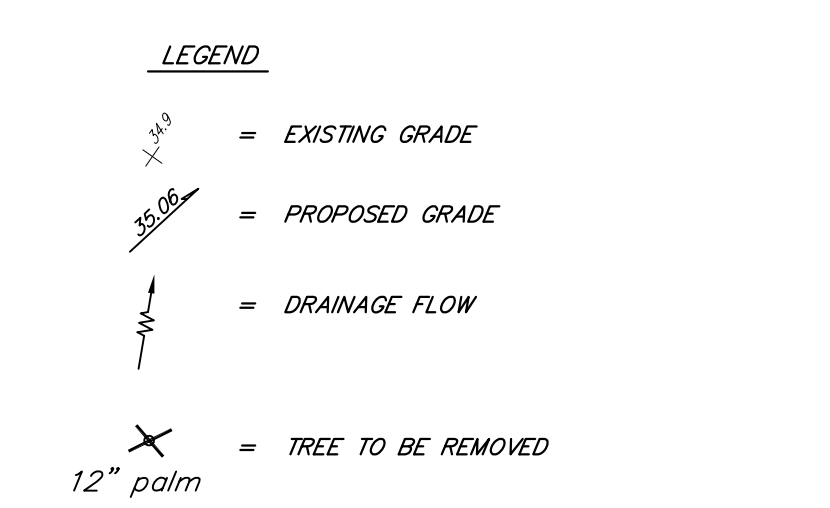 LEGEND
34.9 = EXISTING GRADE
35.06 = PROPOSED GRADE
= DRAINAGE FLOW
= TREE TO BE REMOVED
12" palm